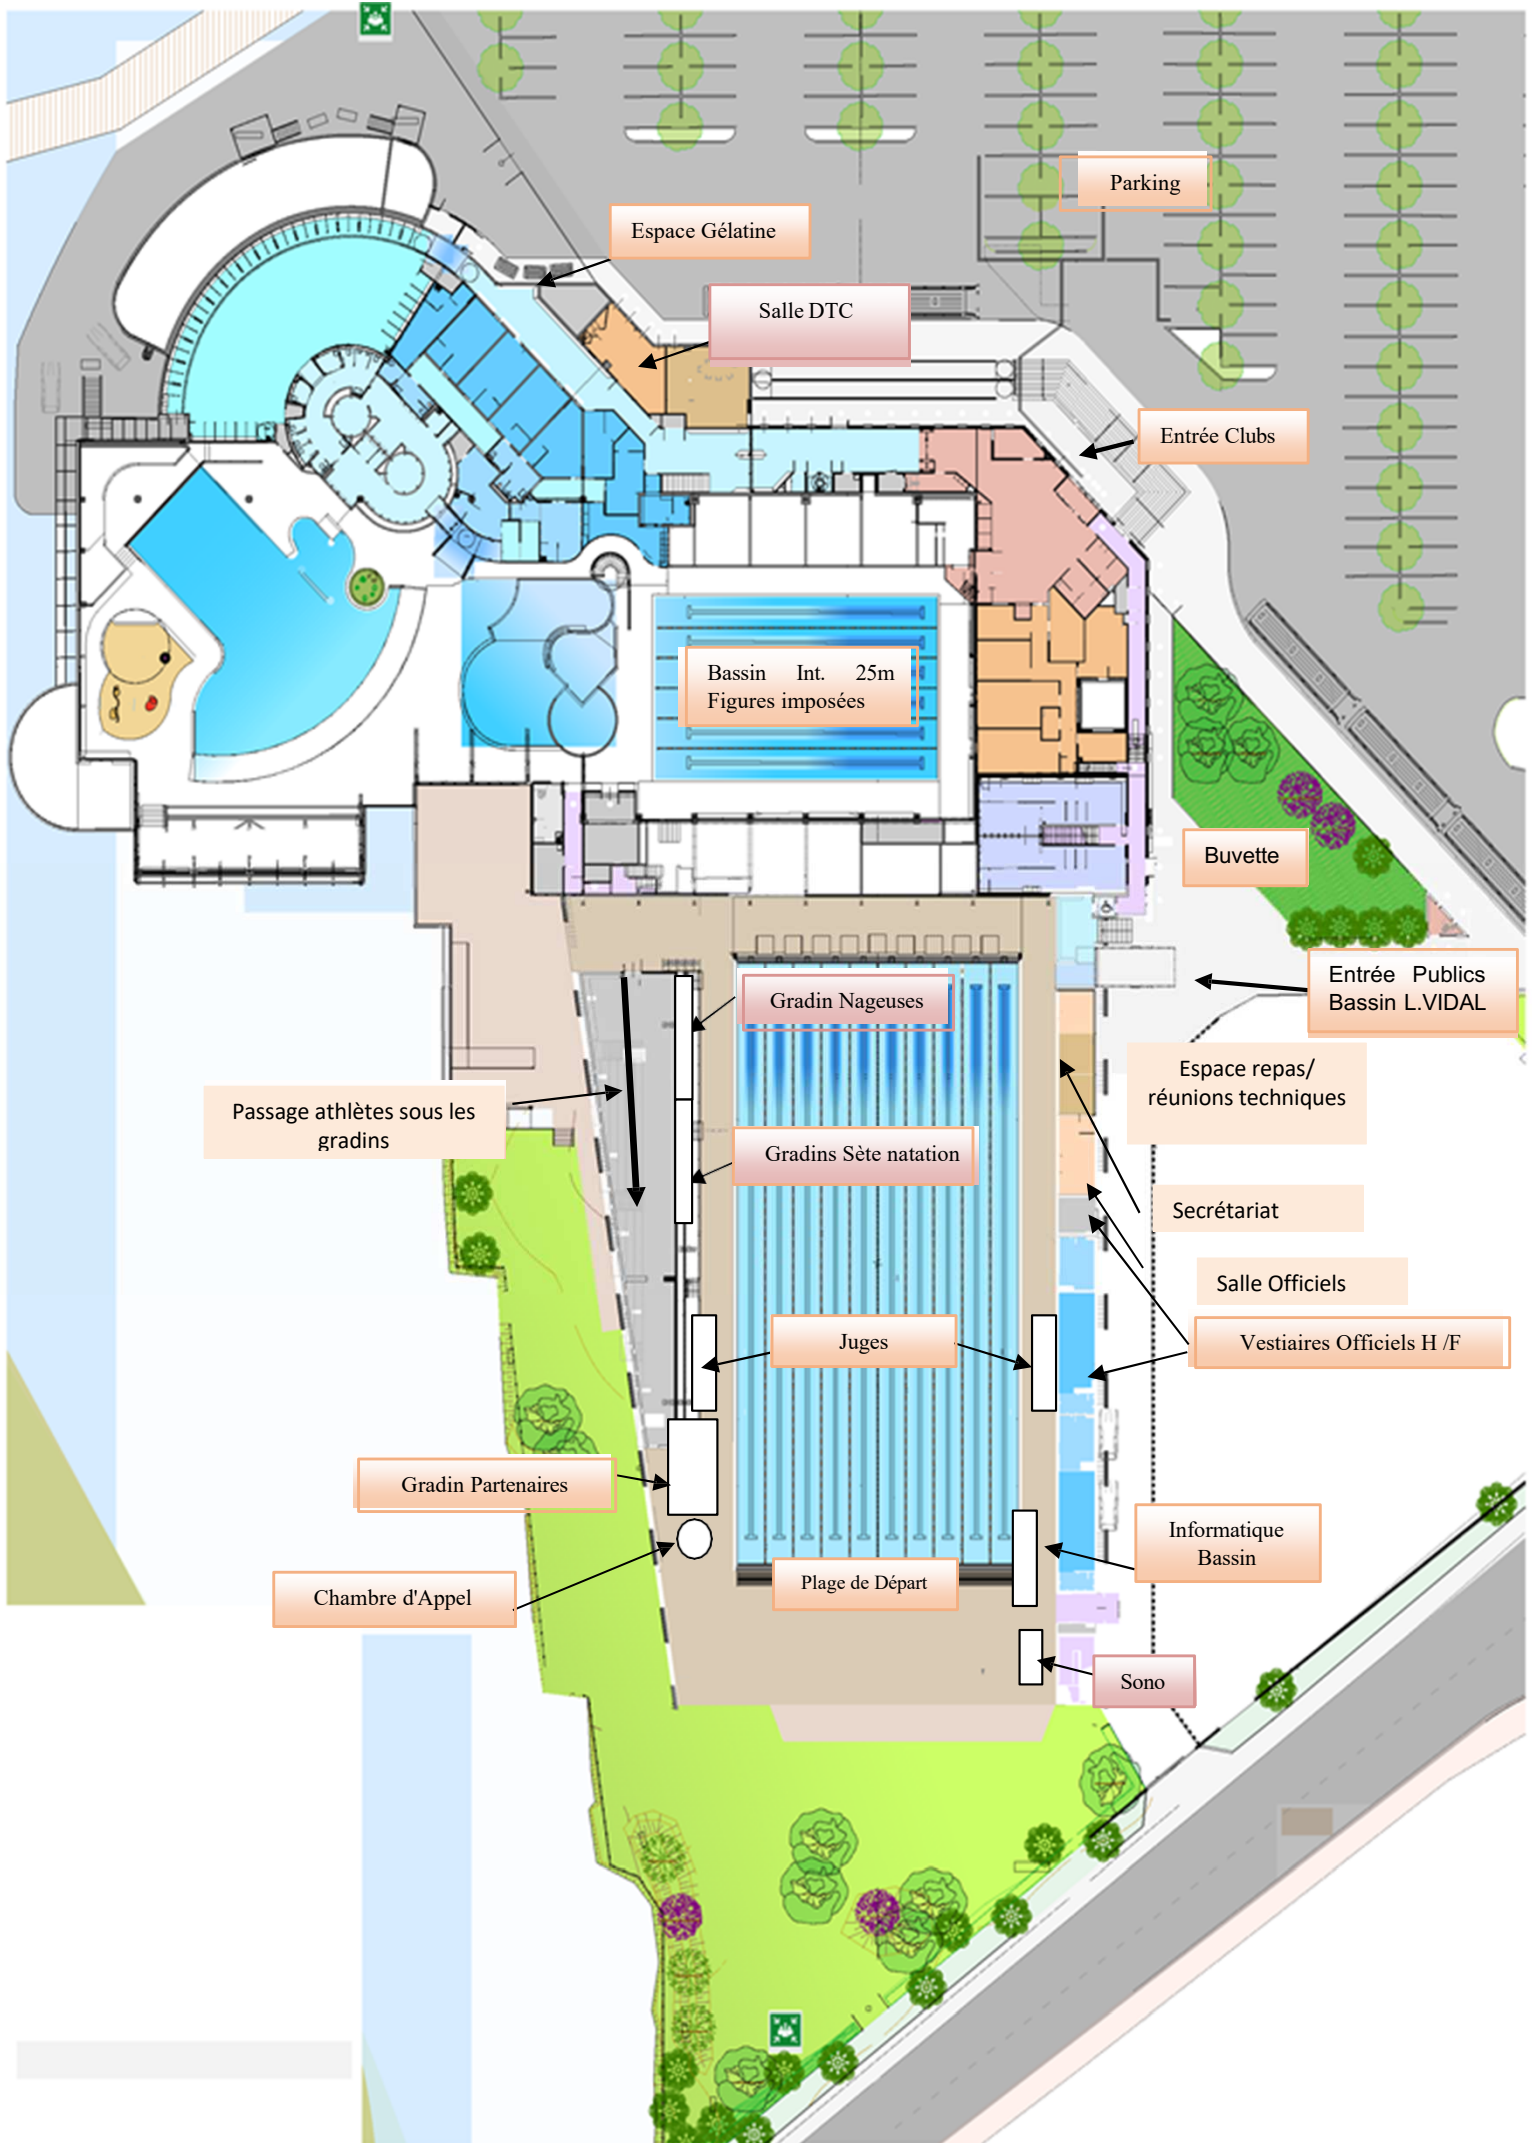 Parking
Espace Gélatine
Salle DTC
Entrée Clubs
Bassin Int. 25m
Figures imposées
Buvette
Entrée Publics
Bassin L.VIDAL
Gradin Nageuses
Espace repas/
réunions techniques
Passage athlètes sous les
gradins
Gradins Sète natation
Secrétariat
Salle Officiels
Juges
Vestiaires Officiels H /F
Gradin Partenaires
Informatique
Bassin
Plage de Départ
Chambre d'Appel
Sono